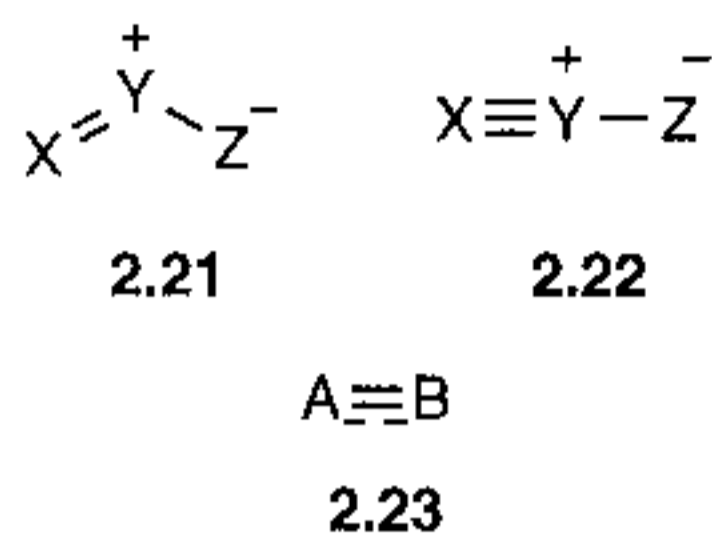 +
X=Y-Z −
2.21
+ −
X≡Y—Z
2.22
A=B
2.23